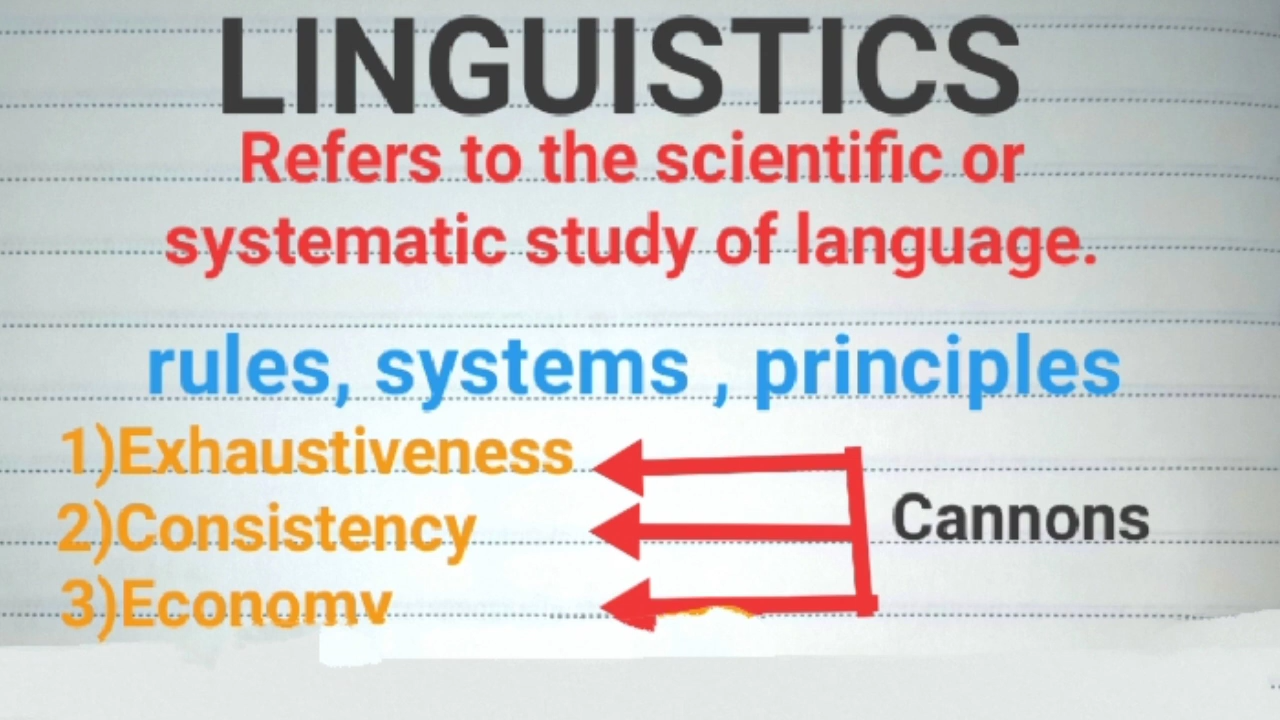 LINGUISTICS
Refers to the scientific or
systematic study of language.
rules, systems , principles
1)Exhaustiveness
2)Consistency
Cannons
3)Economy